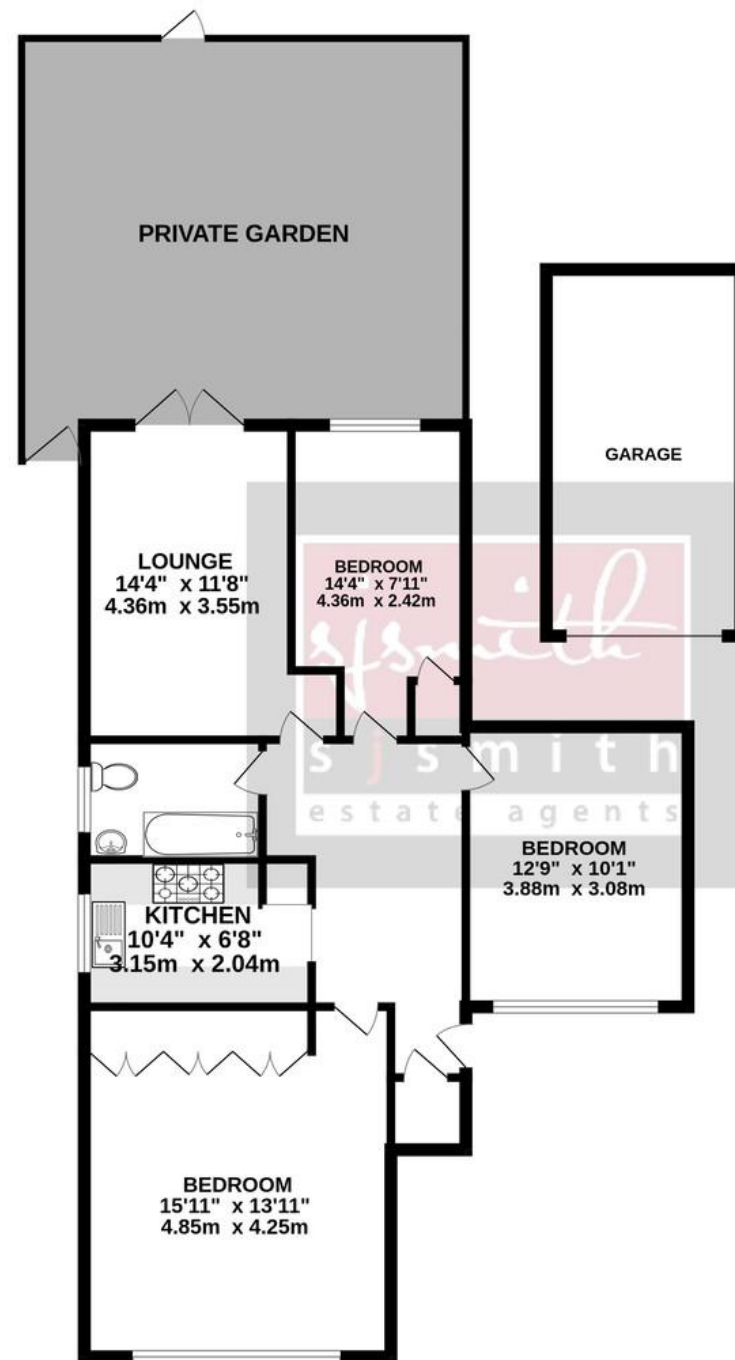 PRIVATE GARDEN
GARAGE
LOUNGE
14'4" x 11'8"
4.36m x 3.55m
BEDROOM
14'4" x 7'11"
4.36m x 2.42m
sjsmith
sjsmith
estate agents
BEDROOM
12'9" x 10'1"
3.88m x 3.08m
KITCHEN
10'4" x 6'8"
3.15m x 2.04m
BEDROOM
15'11" x 13'11"
4.85m x 4.25m